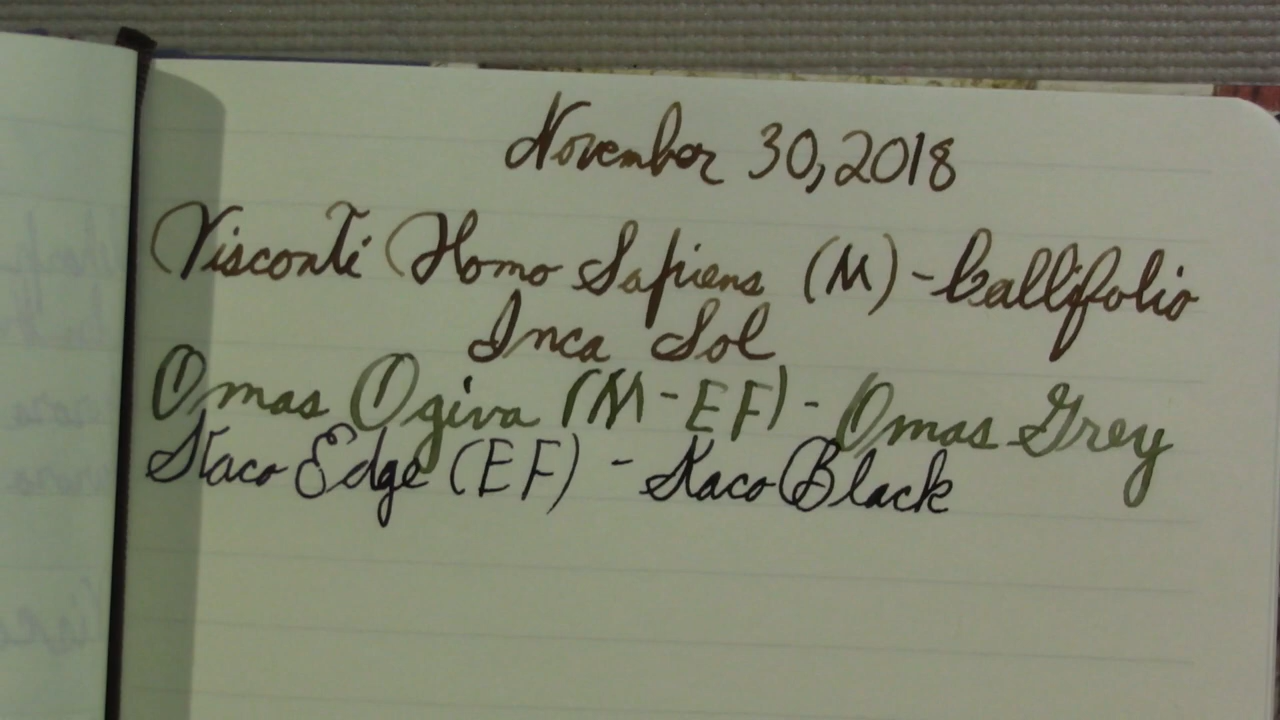 November 30, 2018
Visconti Homo Sapiens (M) - Callifolio
Inca Sol
Omas Ogiva (M-EF) - Omas Grey
Kaco Edge (EF) - Kaco Black